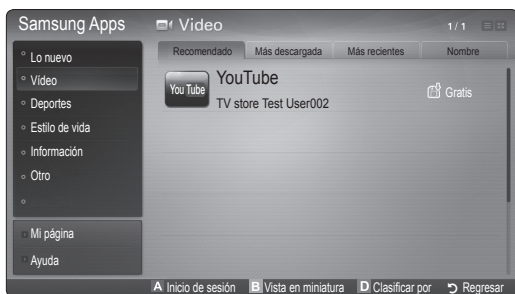 Samsung Apps
Vídeo
1/1
Lo nuevo
Vídeo
Deportes
Estilo de vida
Información
Otro
Mi página
Ayuda
Recomendado Más descargada Más recientes Nombre
You Tube
YouTube
TV store Test User002
Gratis
A Inicio de sesión B Vista en miniatura D Clasificar por Regresar